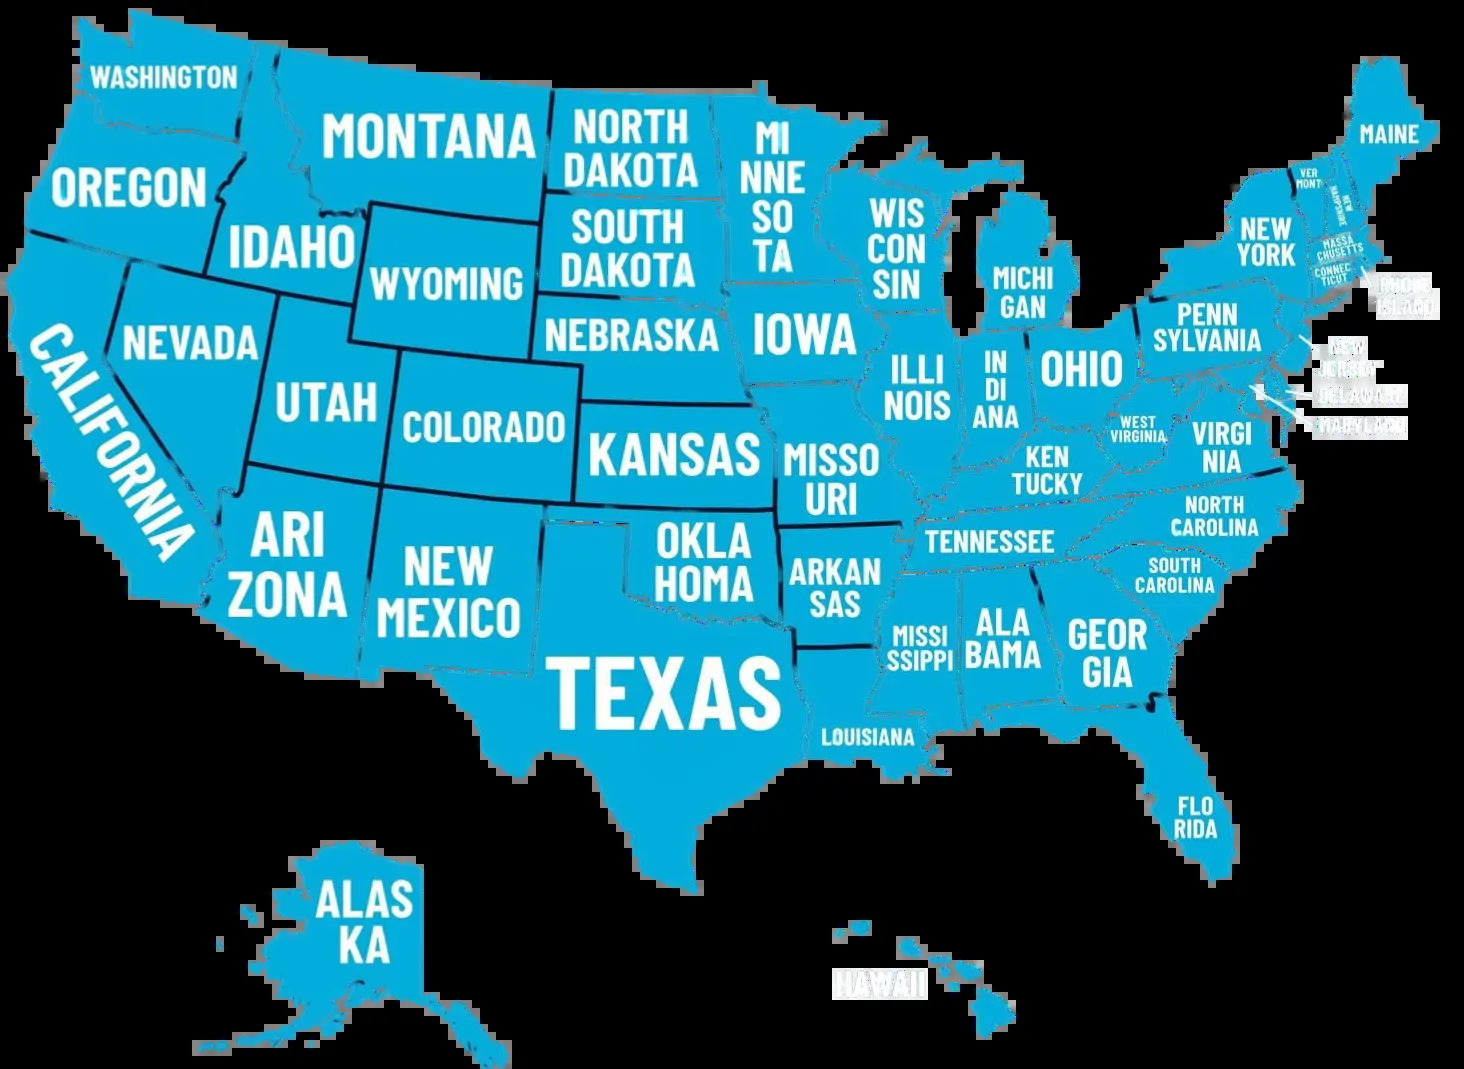 WASHINGTON
MONTANA
NORTH
DAKOTA
MI
NNE
SO
TA
MAINE
OREGON
IDAHO
WYOMING
SOUTH
DAKOTA
WIS
CON
SIN
MICHI
GAN
NEW
YORK
VER
MONT
NEW
HAMPSHIRE
MASSA
CHUSETTS
CONNEC
TICUT
RHODE
ISLAND
CALIFORNIA
NEVADA
UTAH
COLORADO
NEBRASKA
IOWA
ILLI
NOIS
IN
DI
ANA
OHIO
PENN
SYLVANIA
NEW
JERSEY
DELAWARE
MARYLAND
KANSAS
MISSO
URI
KEN
TUCKY
WEST
VIRGINIA
VIRGI
NIA
ARI
ZONA
NEW
MEXICO
OKLA
HOMA
ARKAN
SAS
TENNESSEE
NORTH
CAROLINA
SOUTH
CAROLINA
TEXAS
LOUISIANA
MISSI
SSIPPI
ALA
BAMA
GEOR
GIA
FLO
RIDA
ALAS
KA
HAWAII